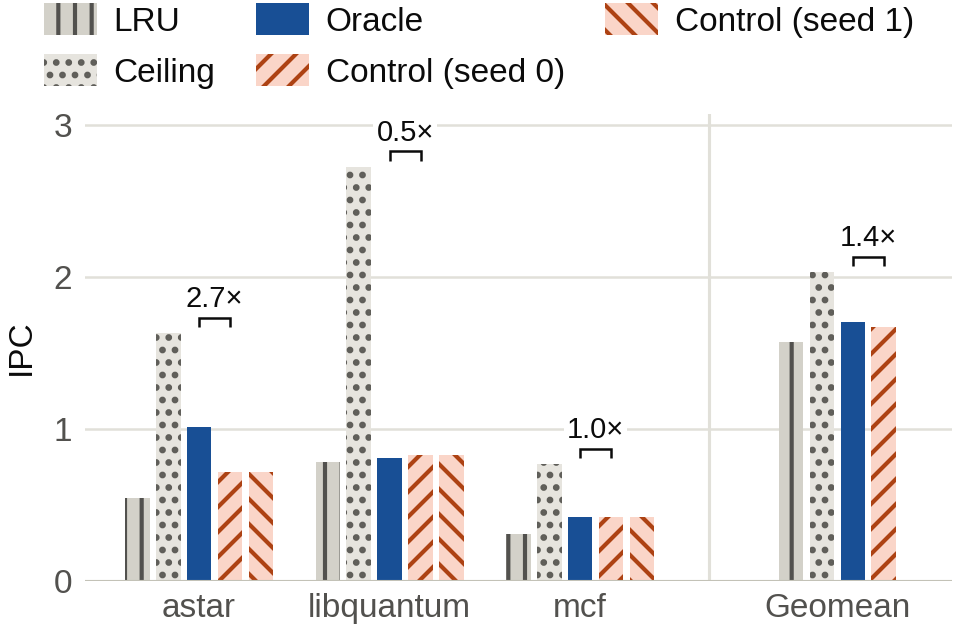 LRU
Oracle
Control (seed 1)
Ceiling
Control (seed 0)
3
0.5×
2.7×
1.4×
2
IPC
1
1.0×
0
astar
libquantum
mcf
Geomean